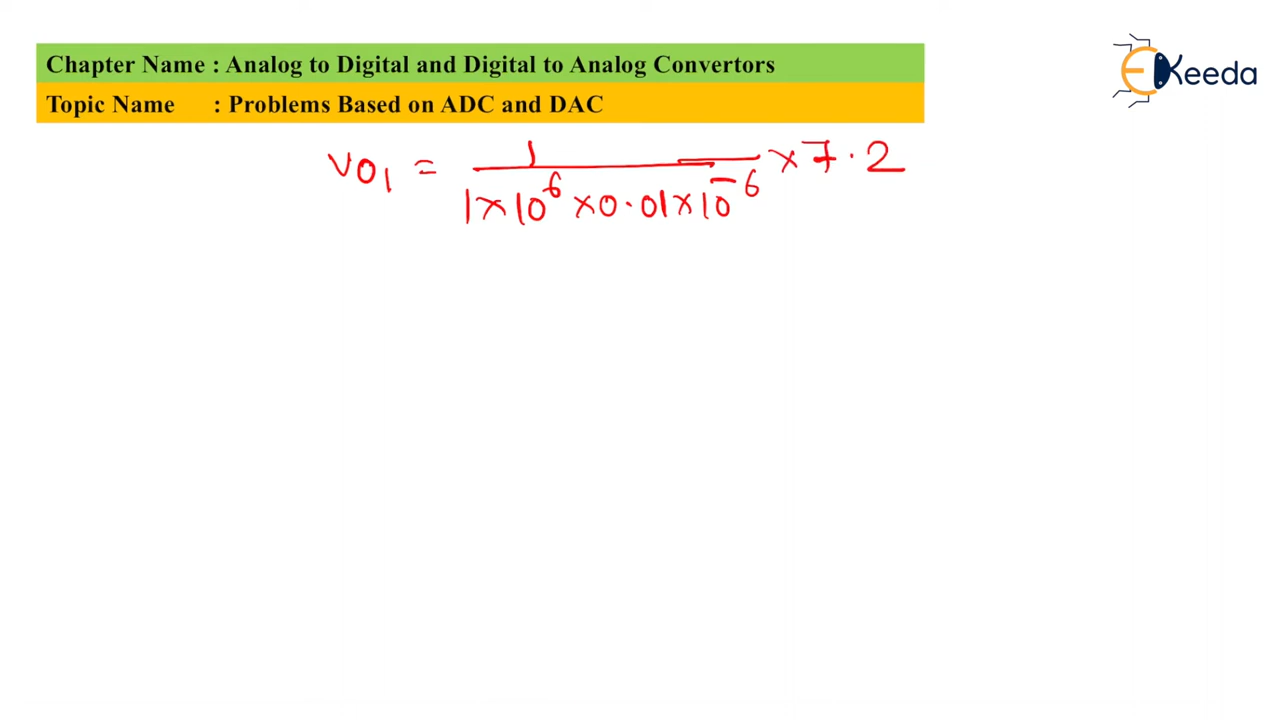 Chapter Name : Analog to Digital and Digital to Analog Convertors
Topic Name : Problems Based on ADC and DAC
EKeeda
VO1 = 1 / 1×10^6 ×0.01×10^-6 ×7.2